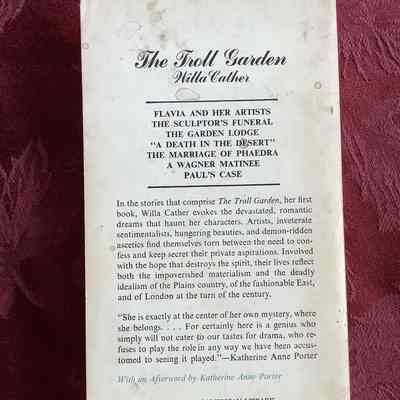 The Troll Garden
Willa Cather
FLAVIA AND HER ARTISTS
THE SCULPTOR'S FUNERAL
THE GARDEN LODGE
"A DEATH IN THE DESERT"
THE MARRIAGE OF PHAEDRA
A WAGNER MATINEE
PAUL'S CASE
In the stories that comprise The Troll Garden, her first
book, Willa Cather evokes the devastated, romantic
dreams that haunt her characters. Artists, inveterate
sentimentalists, hungering beauties, and demon-ridden
ascetics find themselves torn between the need to con-
fess and keep secret their private aspirations. Involved
with the hope that destroys the spirit, their lives reflect
both the impoverished materialism and the deadly
idealism of the Plains country, of the fashionable East,
and of London at the turn of the century.
"She is exactly at the center of her own mystery, where
she belongs. . . . For certainly here is a genius who
simply will not cater to our tastes for drama, who re-
fuses to play the role in any way we have been accus-
tomed to seeing it played."—Katherine Anne Porter
With an Afterword by Katherine Anne Porter